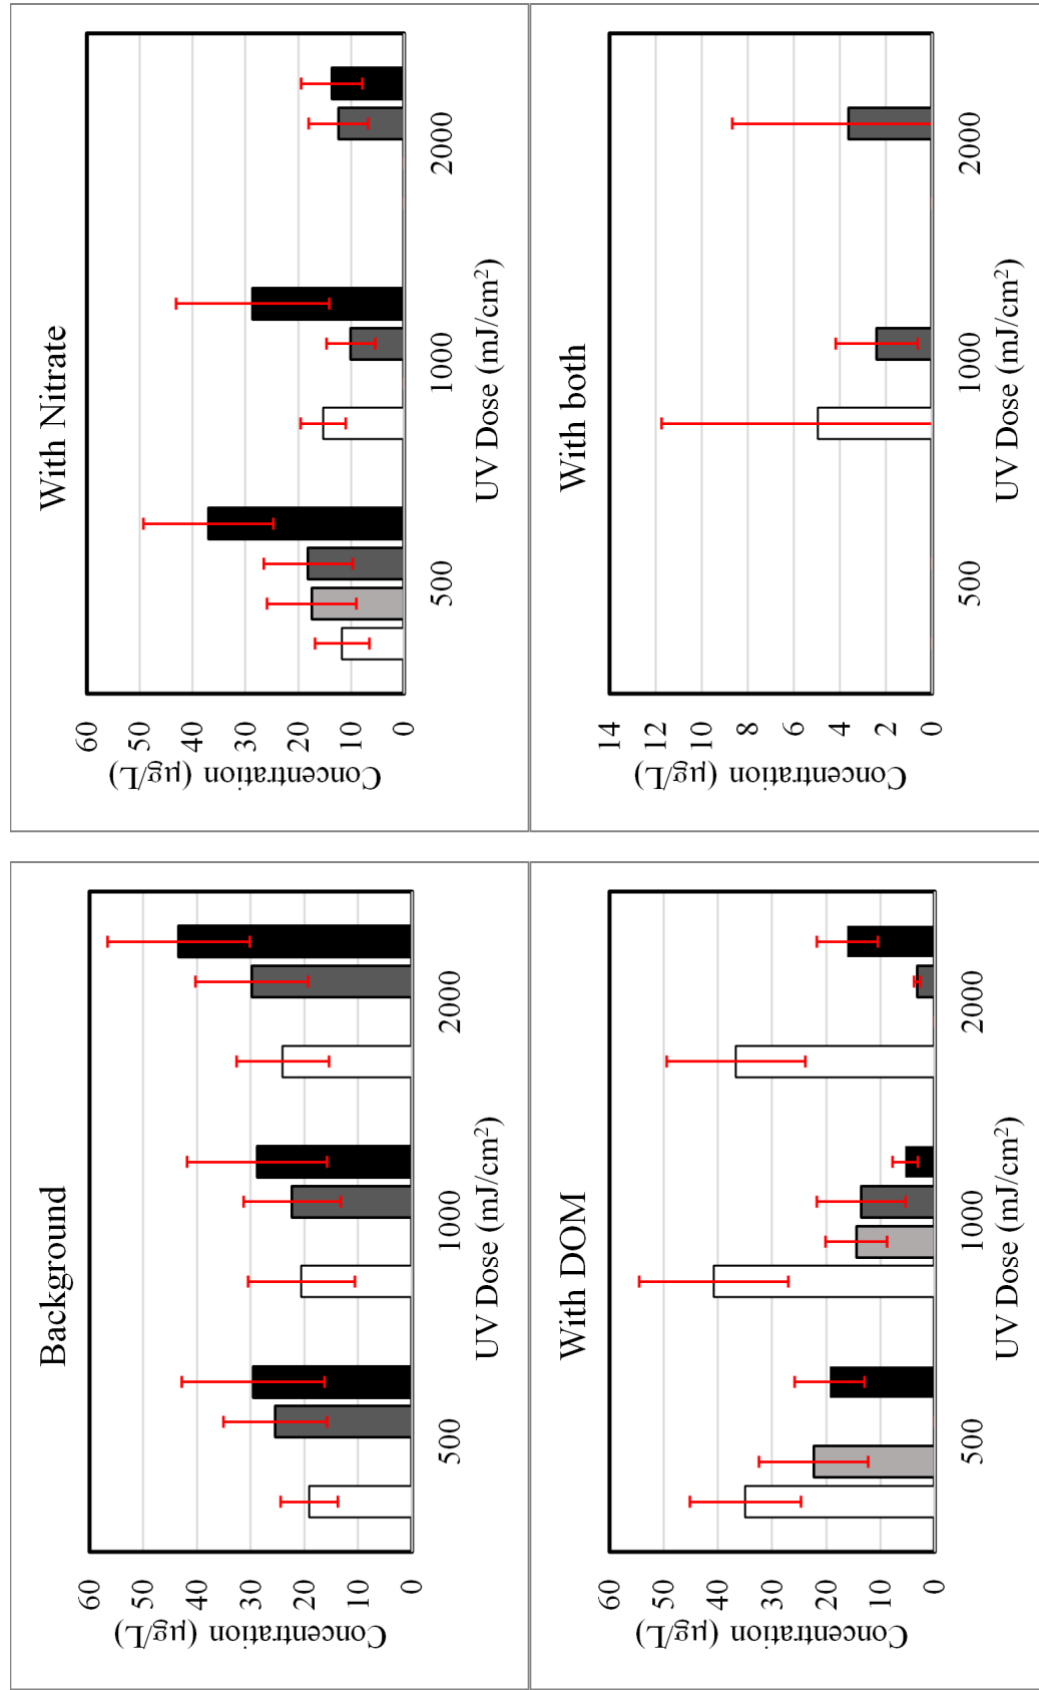 Background
Concentration (µg/L)
60
50
40
30
20
10
0
500 1000 2000
UV Dose (mJ/cm²)
With Nitrate
Concentration (µg/L)
60
50
40
30
20
10
0
500 1000 2000
UV Dose (mJ/cm²)
With DOM
Concentration (µg/L)
60
50
40
30
20
10
0
500 1000 2000
UV Dose (mJ/cm²)
With both
Concentration (µg/L)
14
12
10
8
6
4
2
0
500 1000 2000
UV Dose (mJ/cm²)